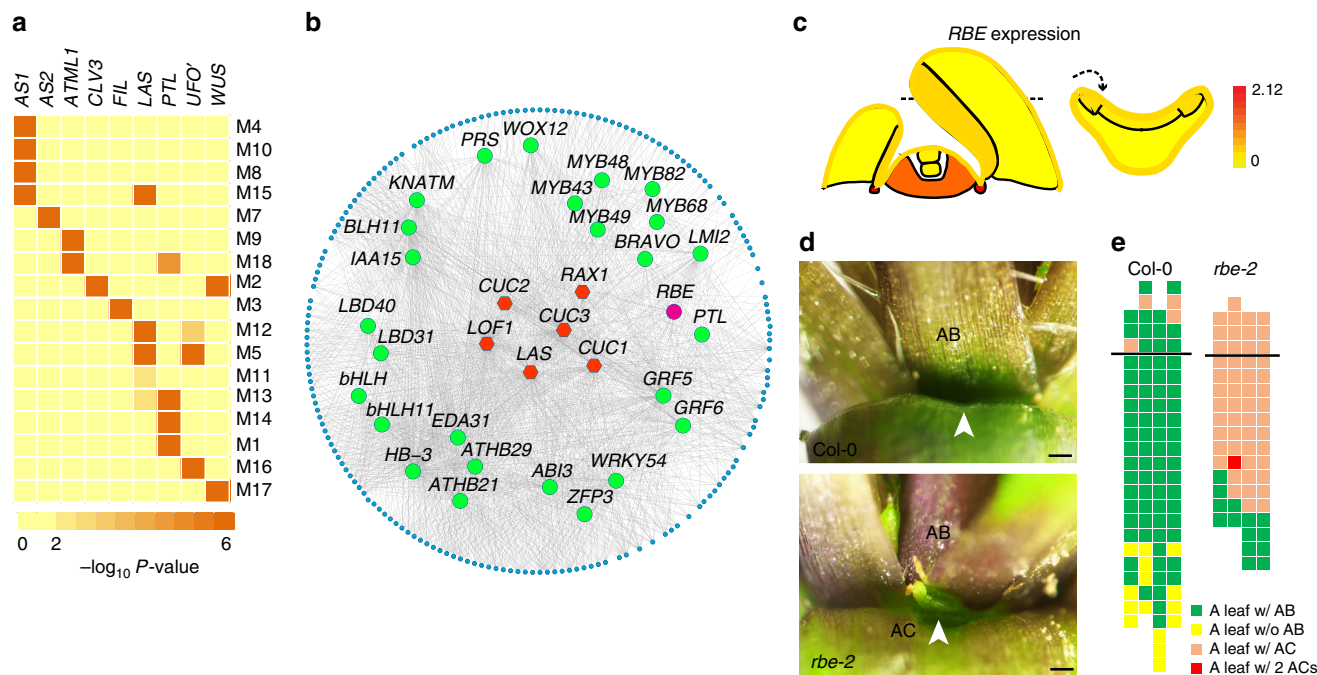 a
AS1
AS2
ATML1
CLV3
FIL
LAS
PTL
UFO'
WUS
M4
M10
M8
M15
M7
M9
M18
M2
M3
M12
M5
M11
M13
M14
M1
M16
M17
0 2 6
–log10 P-value
b
PRS
WOX12
MYB48
MYB82
KNATM
MYB43
MYB49
MYB68
BLH11
BRAVO
LMI2
IAA15
RAX1
CUC2
RBE
LBD40
CUC3
PTL
LBD31
LOF1
LAS
CUC1
bHLH
GRF5
bHLH11
EDA31
GRF6
HB–3
ATHB29
ATHB21
ABI3
WRKY54
ZFP3
c
RBE expression
2.12
0
d
AB
Col-0
AB
AC
rbe-2
e
Col-0
rbe-2
A leaf w/ AB
A leaf w/o AB
A leaf w/ AC
A leaf w/ 2 ACs